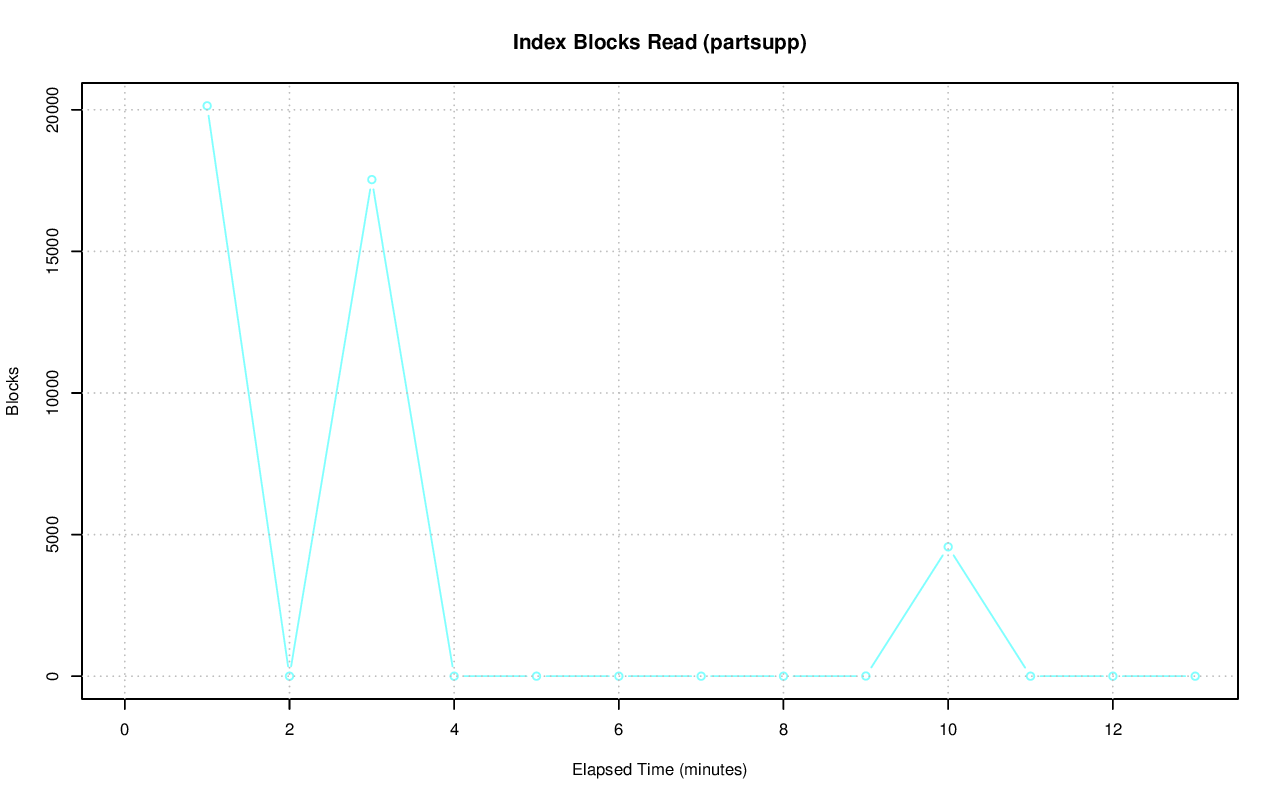 Index Blocks Read (partsupp)
20000
15000
10000
5000
0
Blocks
0 2 4 6 8 10 12
Elapsed Time (minutes)